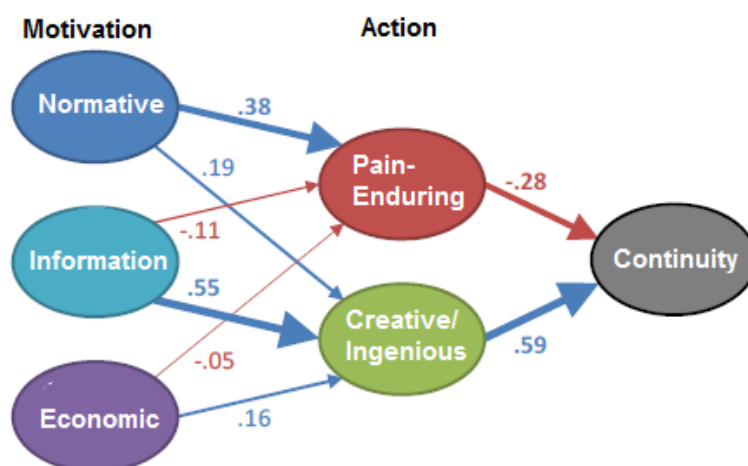 Motivation
Action
Normative
.38
.19
Pain-
Enduring
-.28
-.11
Information
.55
Continuity
Creative/
Ingenious
.59
-.05
Economic
.16